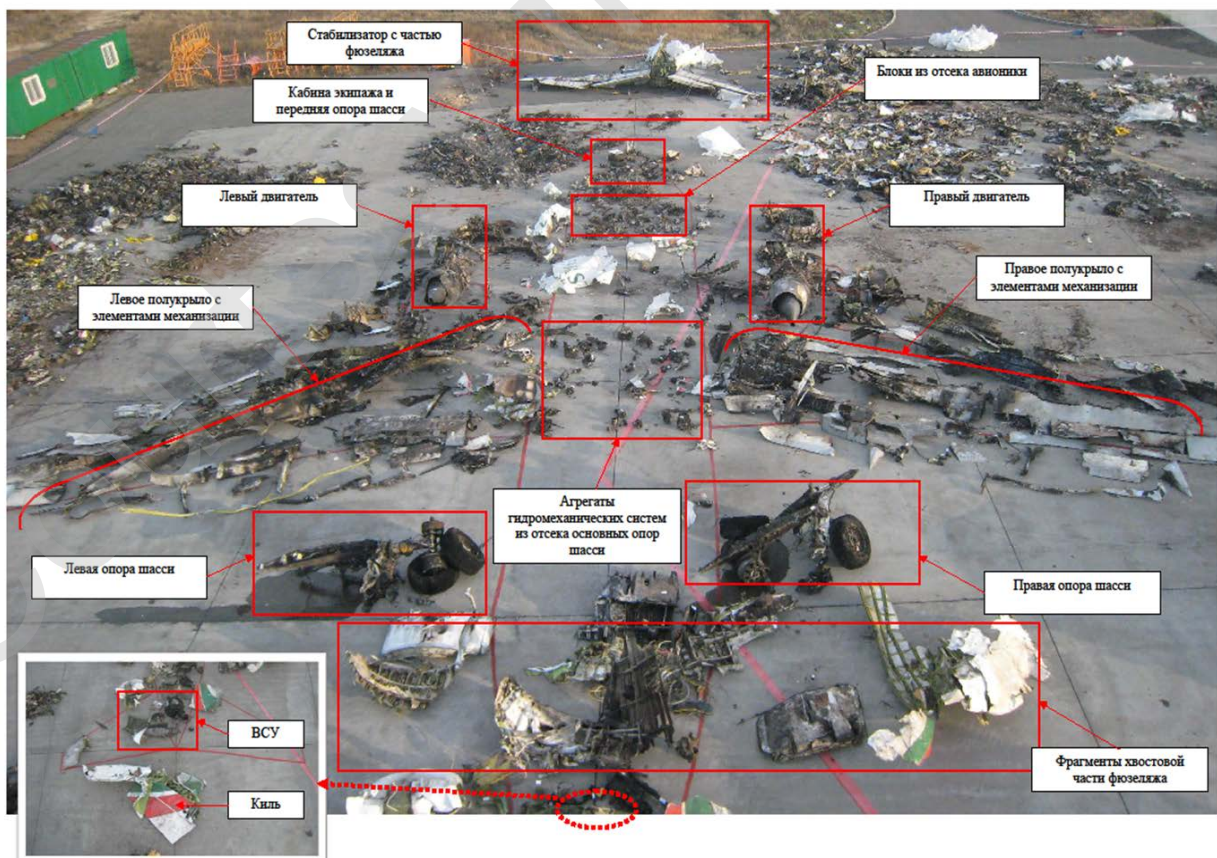 Стабилизатор с частью
фюзеляжа
Кабина экипажа и
передняя опора шасси
Блоки из отсека авионики
Левый двигатель
Правый двигатель
Левое полукрыло с
элементами механизации
Правое полукрыло с
элементами механизации
Агрегаты
гидромеханических систем
из отсека основных опор
шасси
Левая опора шасси
Правая опора шасси
ВСУ
Киль
Фрагменты хвостовой
части фюзеляжа